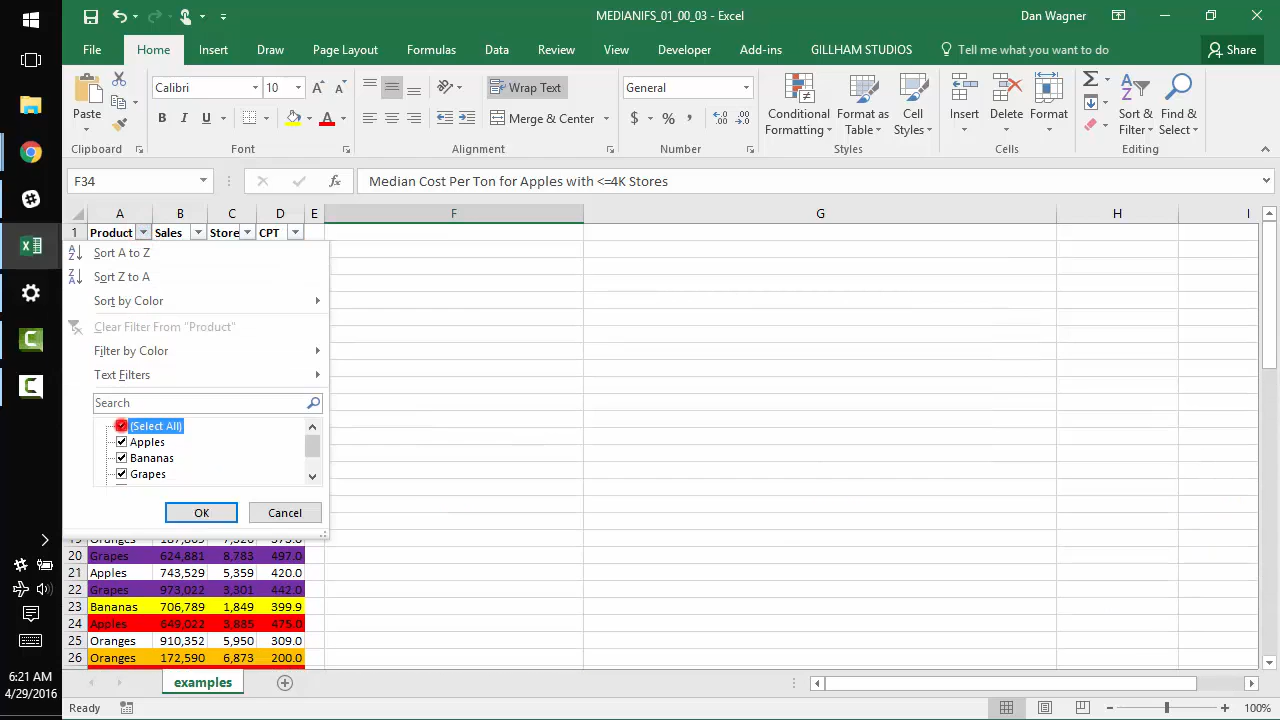 MEDIANIFS_01_00_03 - Excel
Dan Wagner
File Home Insert Draw Page Layout Formulas Data Review View Developer Add-ins GILLHAM STUDIOS Tell me what you want to do Share
Paste
Calibri 10
B I U A
Wrap Text
Merge & Center
General
$ %
Conditional Formatting
Format as Table
Cell Styles
Insert
Delete
Format
Sort & Filter
Find & Select
Clipboard Font Alignment Number Styles Cells Editing
F34 fx Median Cost Per Ton for Apples with <=4K Stores
A B C D E F G H I
1 Product Sales Store CPT
Sort A to Z
Sort Z to A
Sort by Color
Clear Filter From "Product"
Filter by Color
Text Filters
Search
(Select All)
Apples
Bananas
Grapes
OK Cancel
20 Grapes 624,881 8,783 497.0
21 Apples 743,529 5,359 420.0
22 Grapes 973,022 3,301 442.0
23 Bananas 706,789 1,849 399.9
24 Apples 649,022 3,885 475.0
25 Oranges 910,352 5,950 309.0
26 Oranges 172,590 6,873 200.0
examples
Ready 100%
6:21 AM
4/29/2016